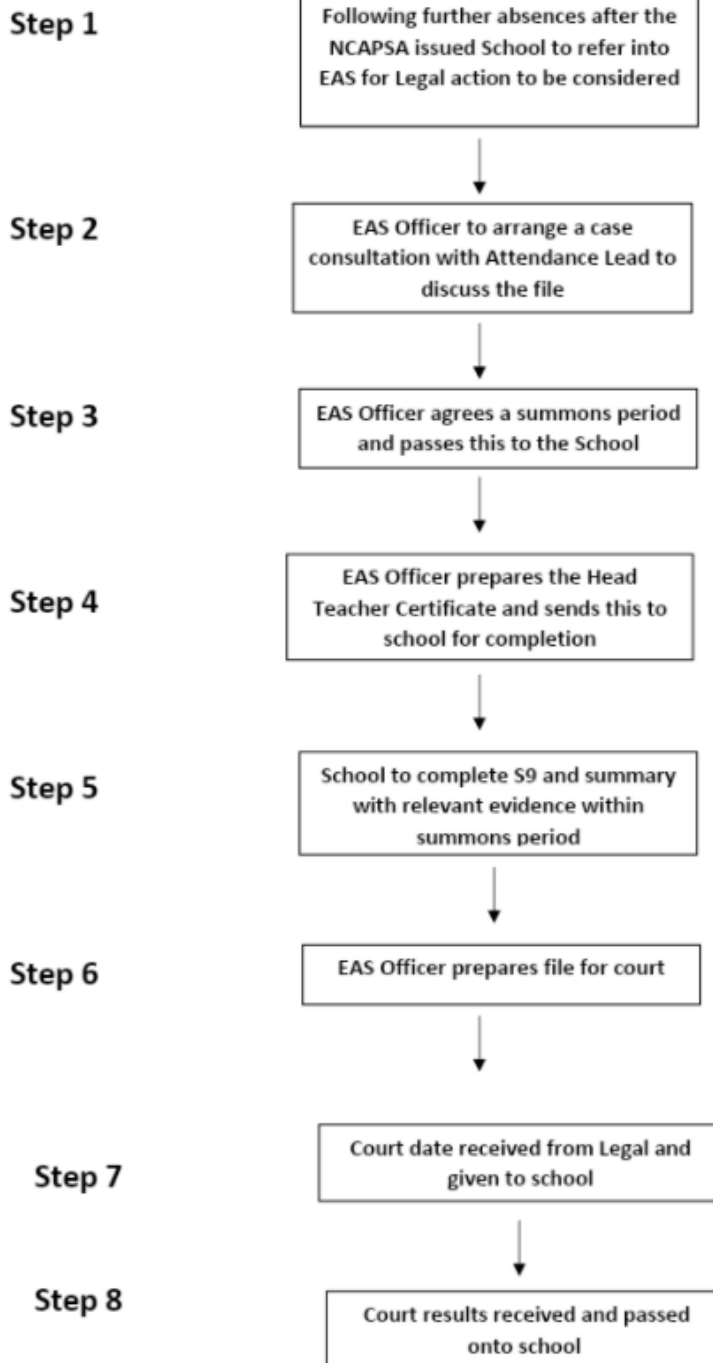 Step 1
Following further absences after the
NCAPSA issued School to refer into
EAS for Legal action to be considered
Step 2
EAS Officer to arrange a case
consultation with Attendance Lead to
discuss the file
Step 3
EAS Officer agrees a summons period
and passes this to the School
Step 4
EAS Officer prepares the Head
Teacher Certificate and sends this to
school for completion
Step 5
School to complete S9 and summary
with relevant evidence within
summons period
Step 6
EAS Officer prepares file for court
Step 7
Court date received from Legal and
given to school
Step 8
Court results received and passed
onto school